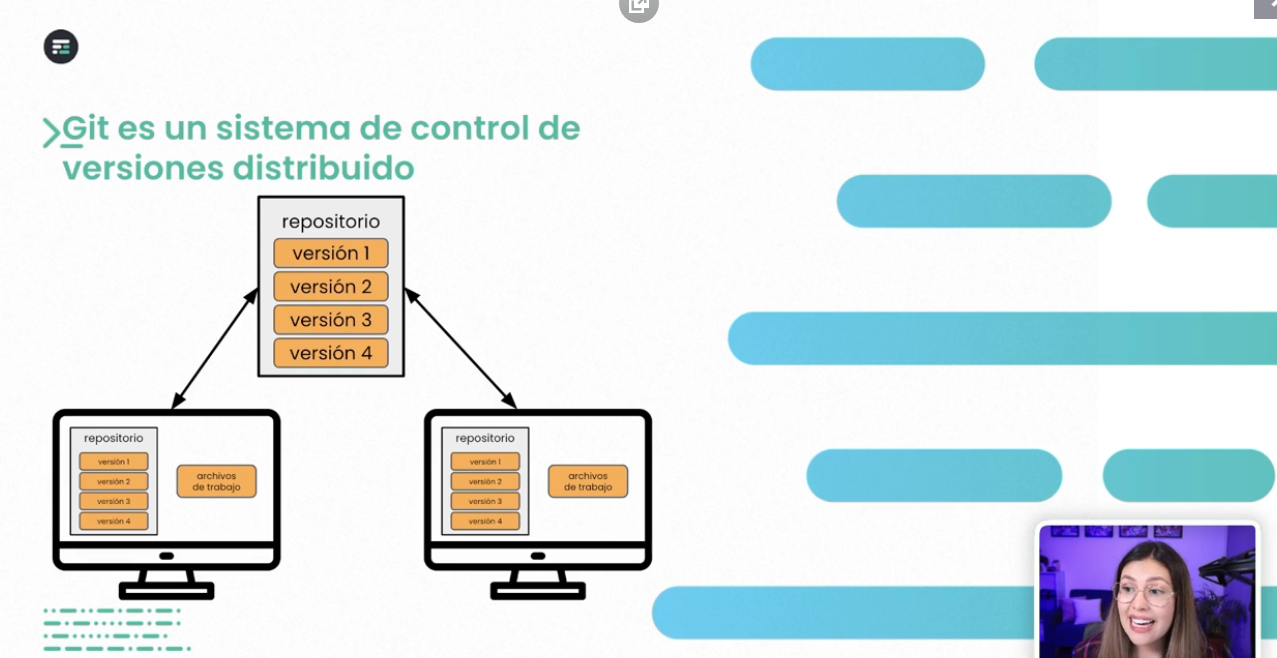 Git es un sistema de control de
versiones distribuido
repositorio
versión 1
versión 2
versión 3
versión 4
repositorio
versión 1
versión 2
versión 3
versión 4
archivos
de trabajo
repositorio
versión 1
versión 2
versión 3
versión 4
archivos
de trabajo